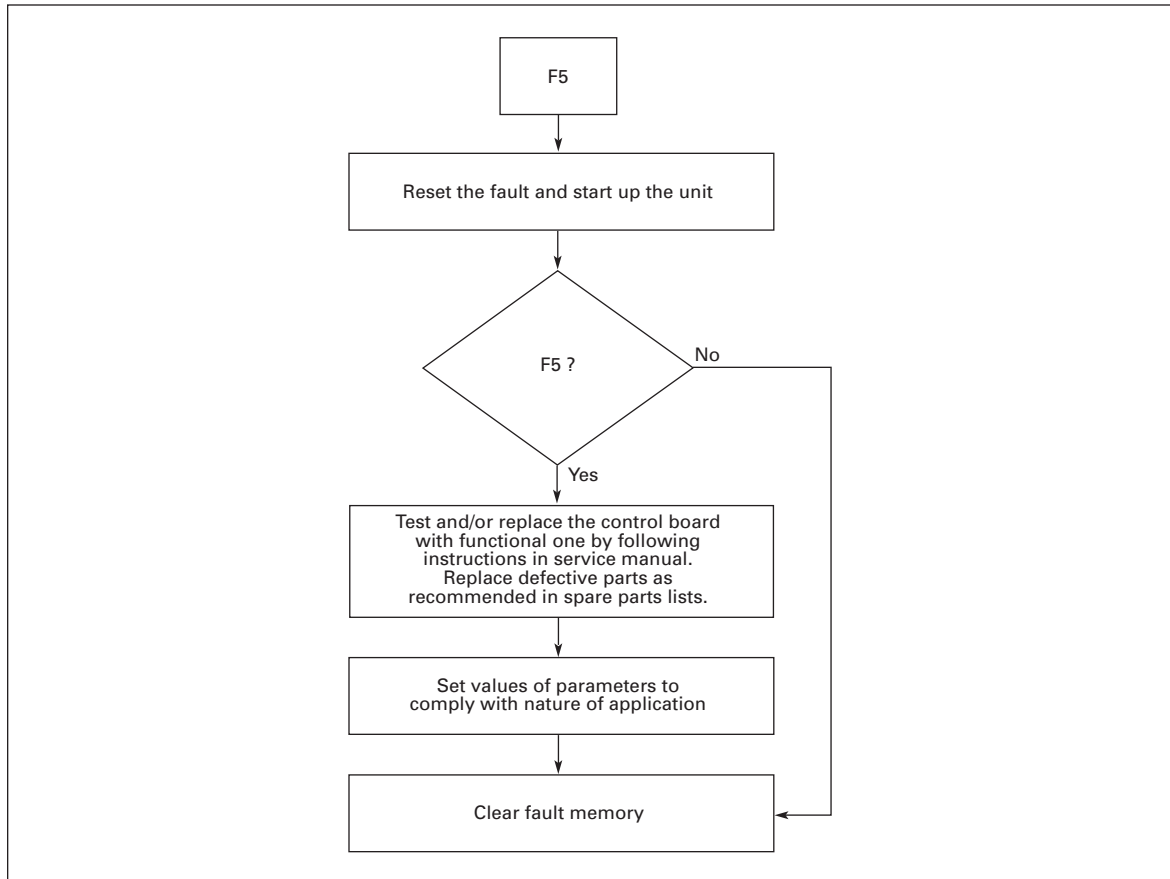 F5
Reset the fault and start up the unit
F5 ?
No
Yes
Test and/or replace the control board
with functional one by following
instructions in service manual.
Replace defective parts as
recommended in spare parts lists.
Set values of parameters to
comply with nature of application
Clear fault memory